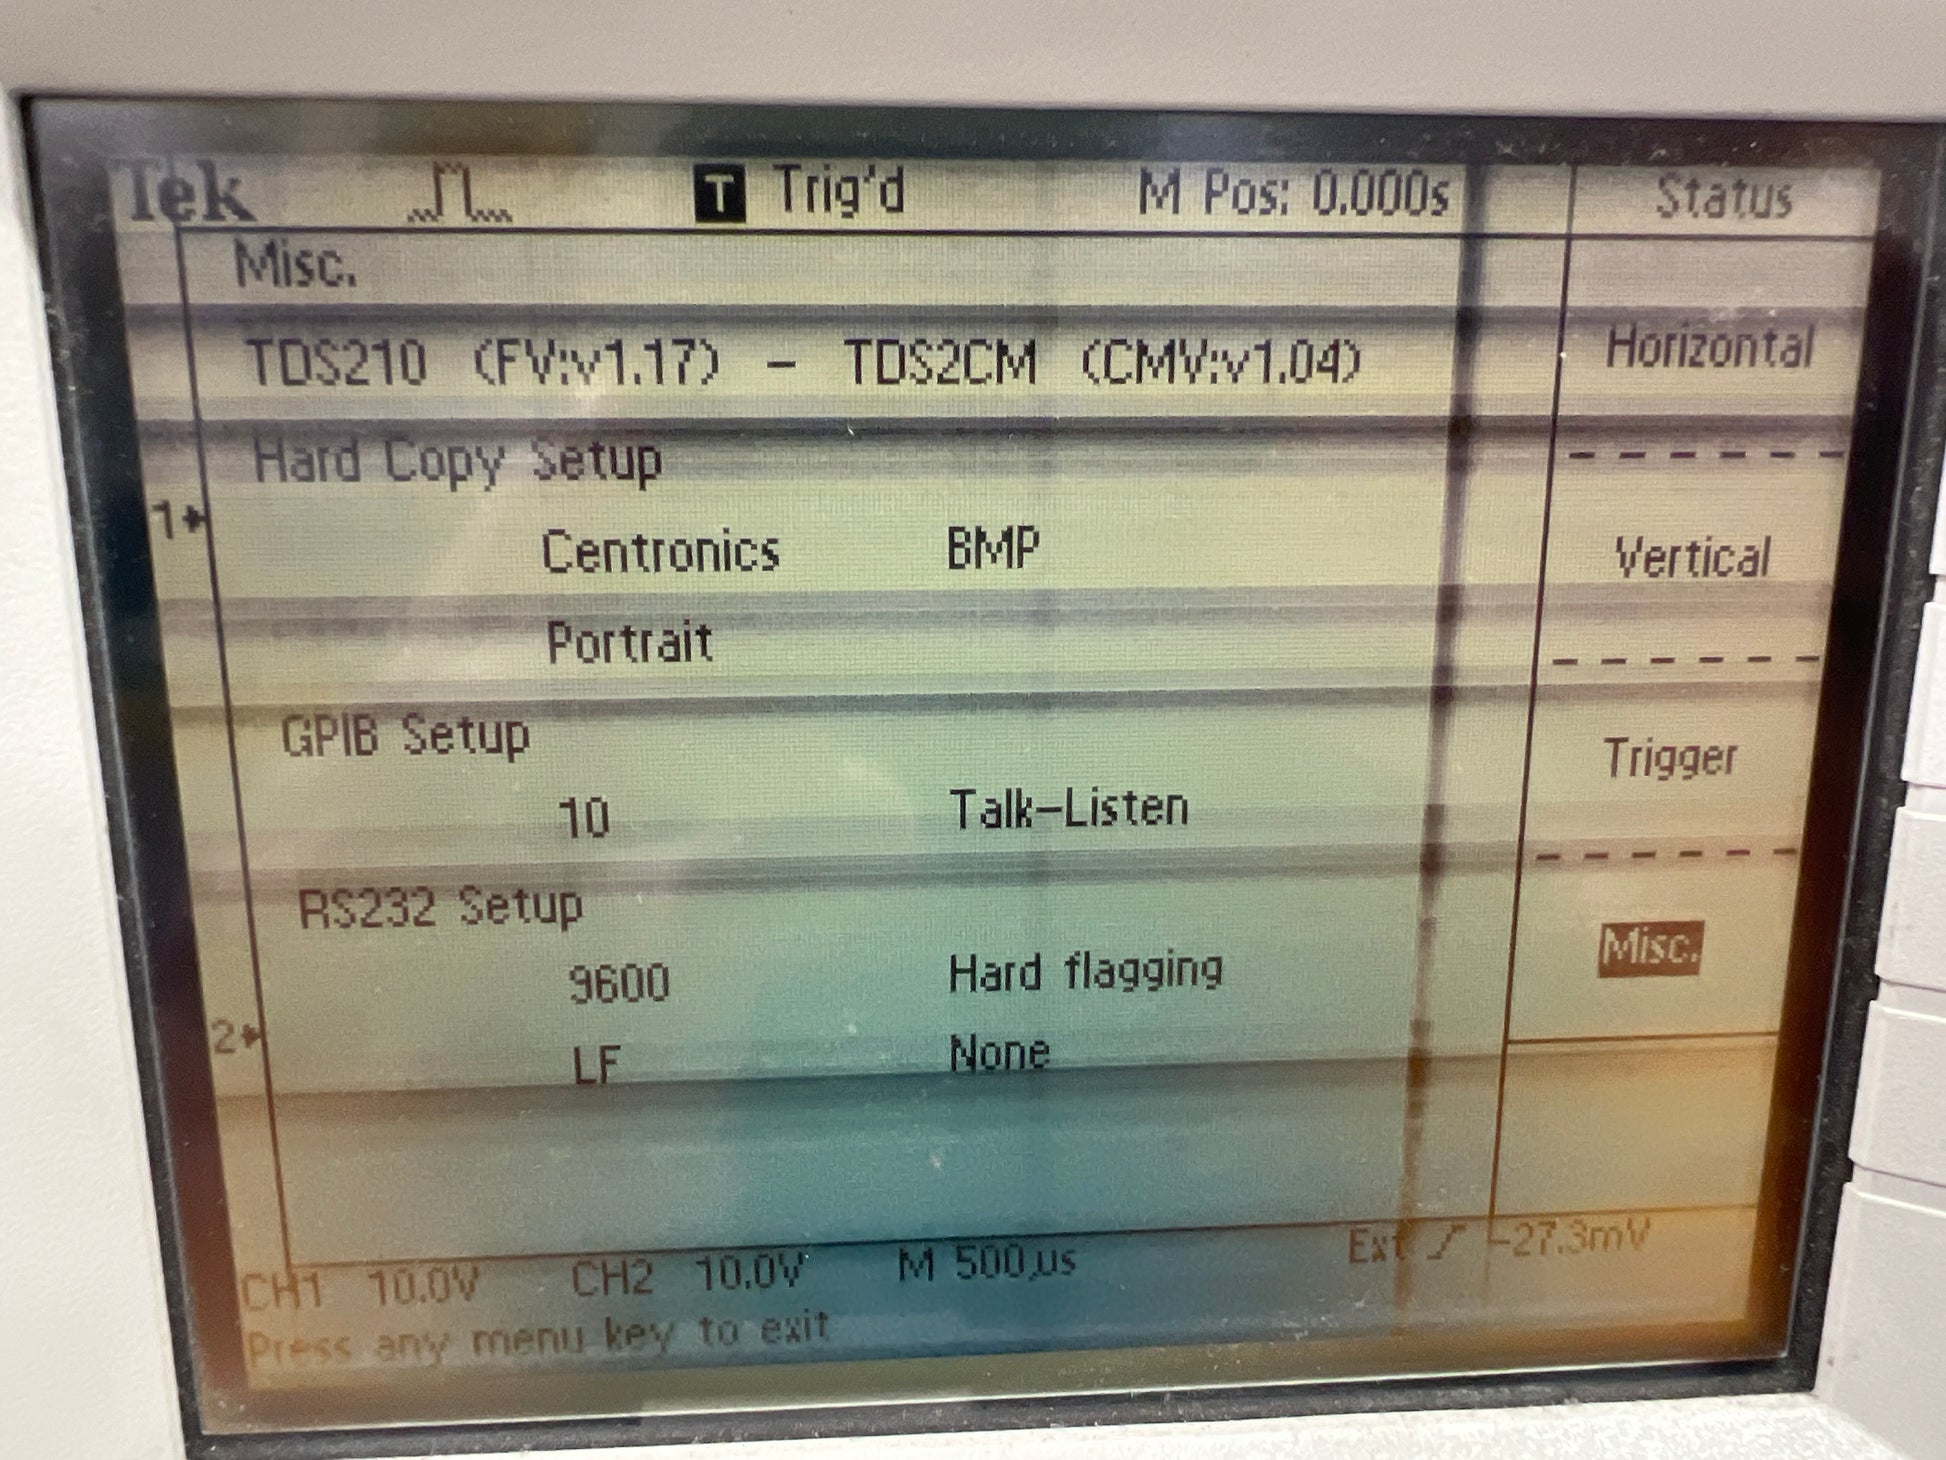 Tek T Trig'd M Pos: 0.000s Status
Misc.
TDS210 (FV:v1.17) – TDS2CM (CMV:v1.04) Horizontal
Hard Copy Setup
1
Centronics BMP Vertical
Portrait
GPIB Setup Trigger
10 Talk–Listen
RS232 Setup Misc.
9600 Hard flagging
2
LF None
CH1 10.0V CH2 10.0V M 500µs Ext -27.3mV
Press any menu key to exit